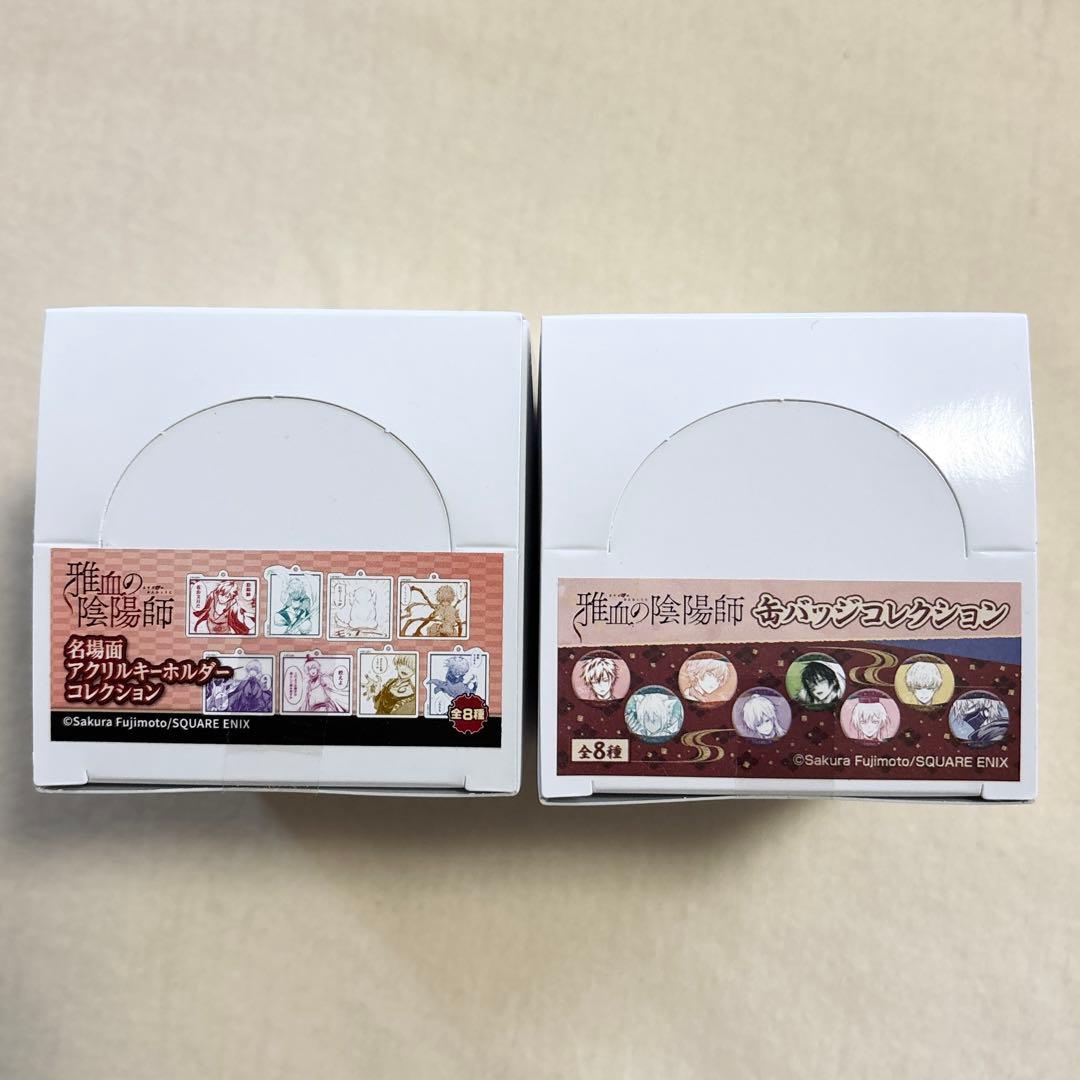 雅血の
陰陽師
名場面
アクリルキーホルダー
コレクション
©Sakura Fujimoto/SQUARE ENIX
全8種
雅血の陰陽師 缶バッジコレクション
全8種
©Sakura Fujimoto/SQUARE ENIX